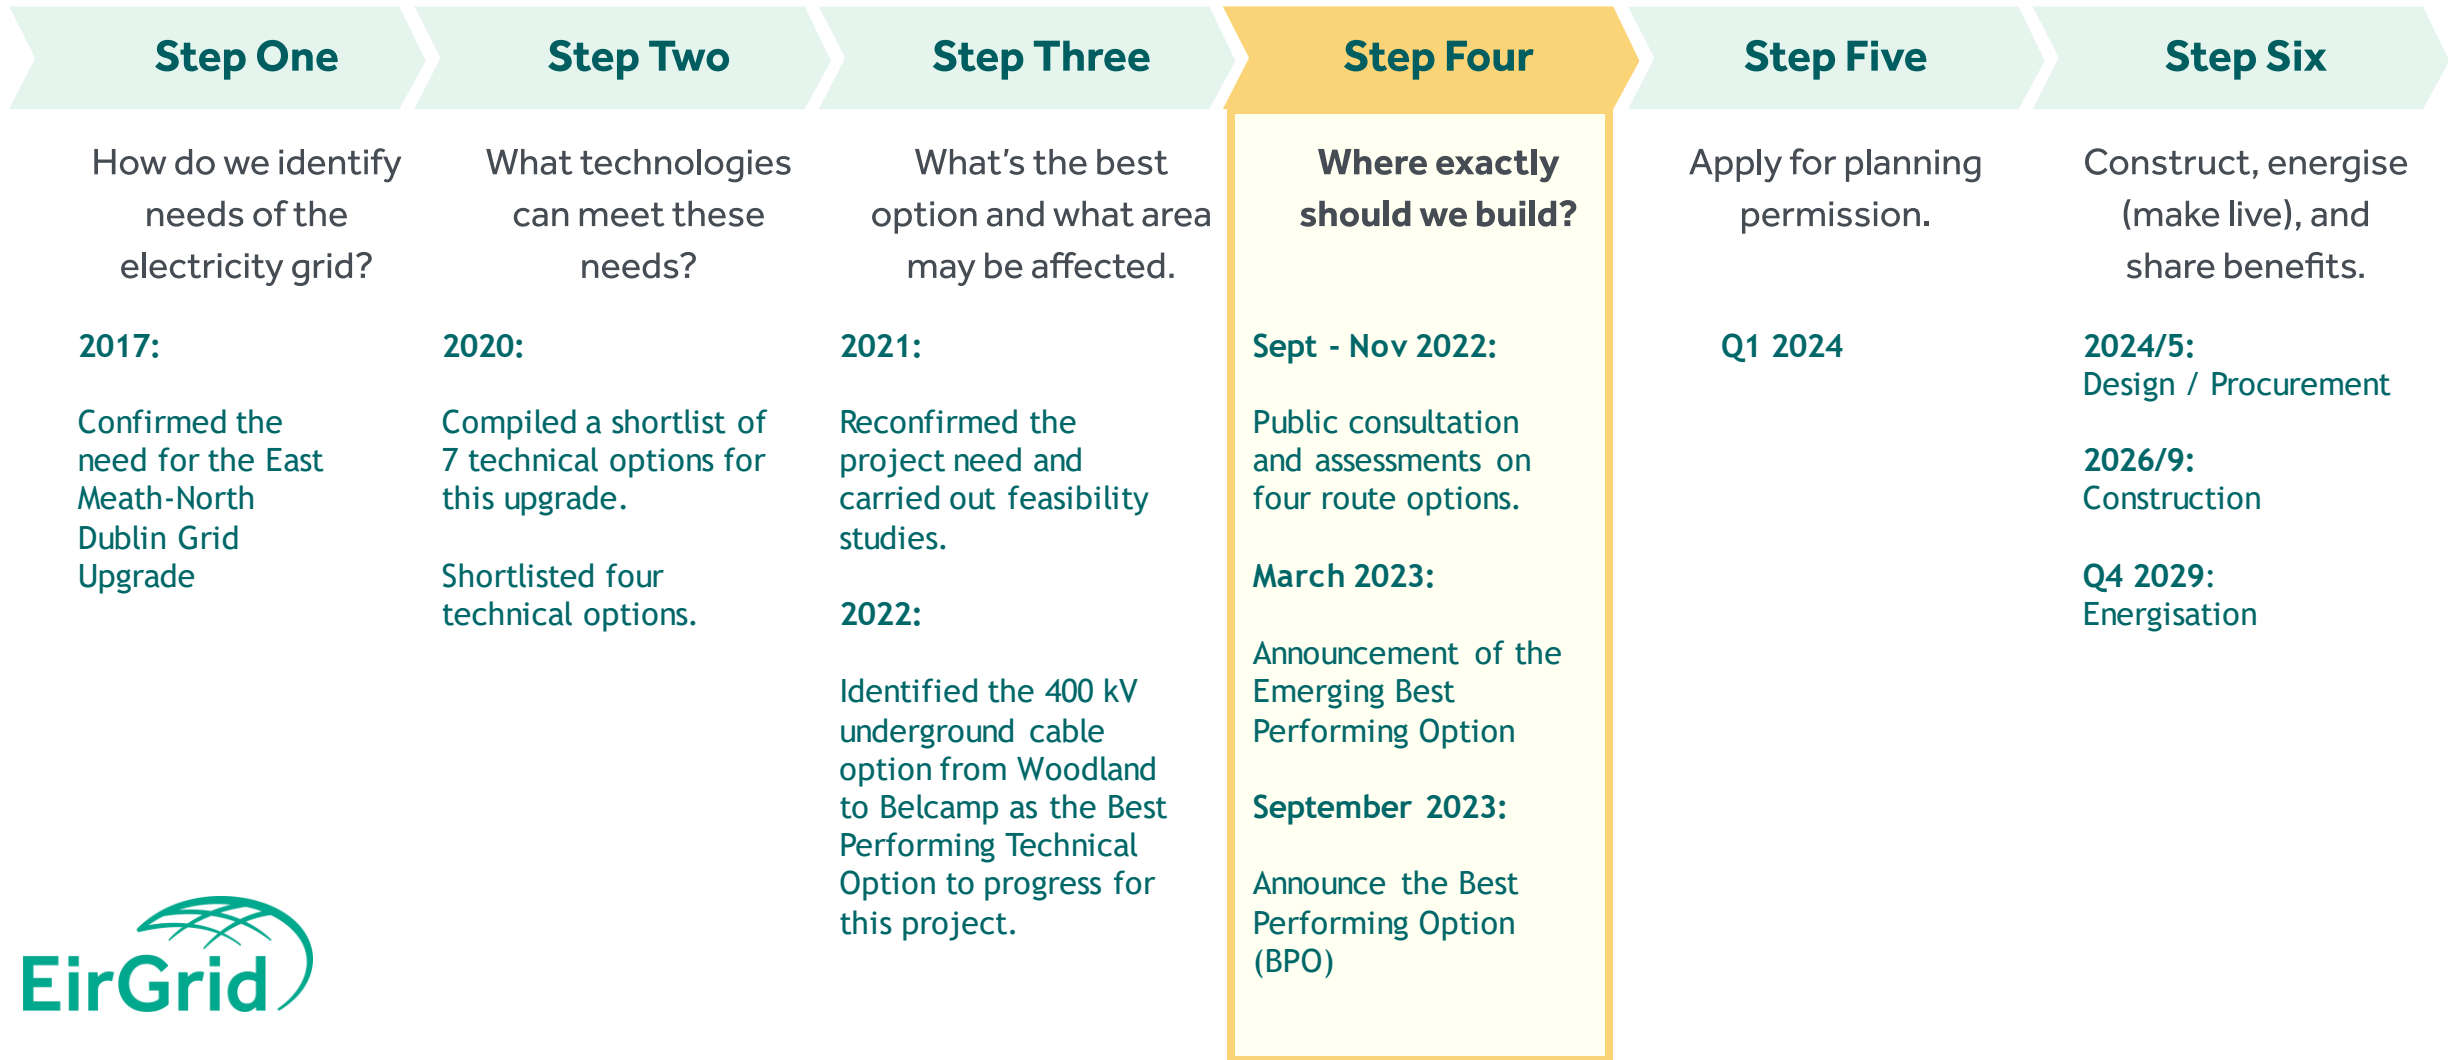 Step One
How do we identify
needs of the
electricity grid?
2017:
Confirmed the
need for the East
Meath-North
Dublin Grid
Upgrade
Step Two
What technologies
can meet these
needs?
2020:
Compiled a shortlist of
7 technical options for
this upgrade.
Shortlisted four
technical options.
Step Three
What’s the best
option and what area
may be affected.
2021:
Reconfirmed the
project need and
carried out feasibility
studies.
2022:
Identified the 400 kV
underground cable
option from Woodland
to Belcamp as the Best
Performing Technical
Option to progress for
this project.
Step Four
Where exactly
should we build?
Sept - Nov 2022:
Public consultation
and assessments on
four route options.
March 2023:
Announcement of the
Emerging Best
Performing Option
September 2023:
Announce the Best
Performing Option
(BPO)
Step Five
Apply for planning
permission.
Q1 2024
Step Six
Construct, energise
(make live), and
share benefits.
2024/5:
Design / Procurement
2026/9:
Construction
Q4 2029:
Energisation
EirGrid